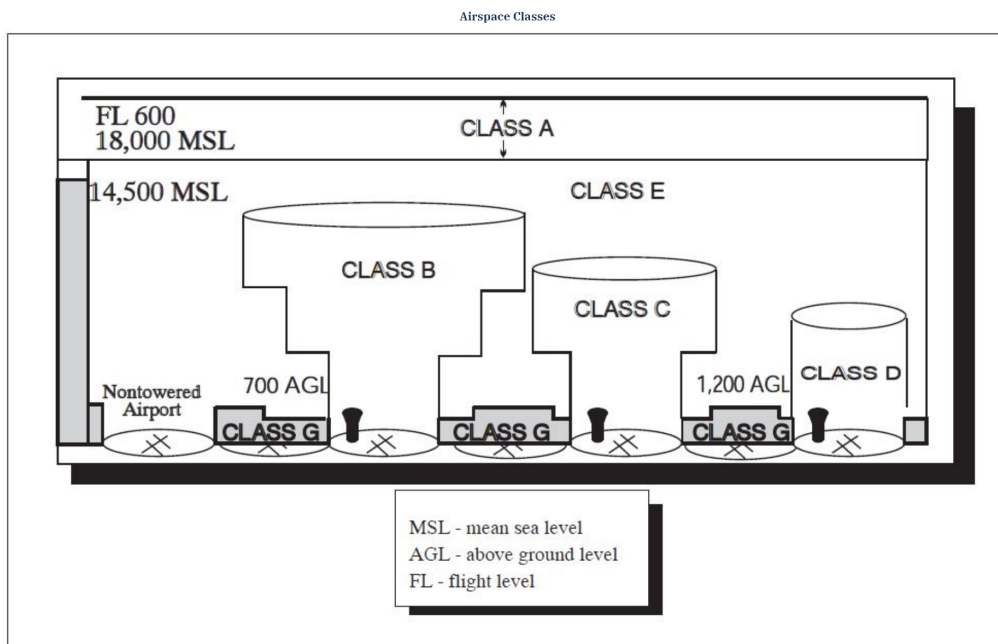 Airspace Classes
FL 600
18,000 MSL
CLASS A
14,500 MSL
CLASS E
CLASS B
CLASS C
CLASS D
Nontowered
Airport
700 AGL
1,200 AGL
CLASS G
CLASS G
CLASS G
MSL - mean sea level
AGL - above ground level
FL - flight level